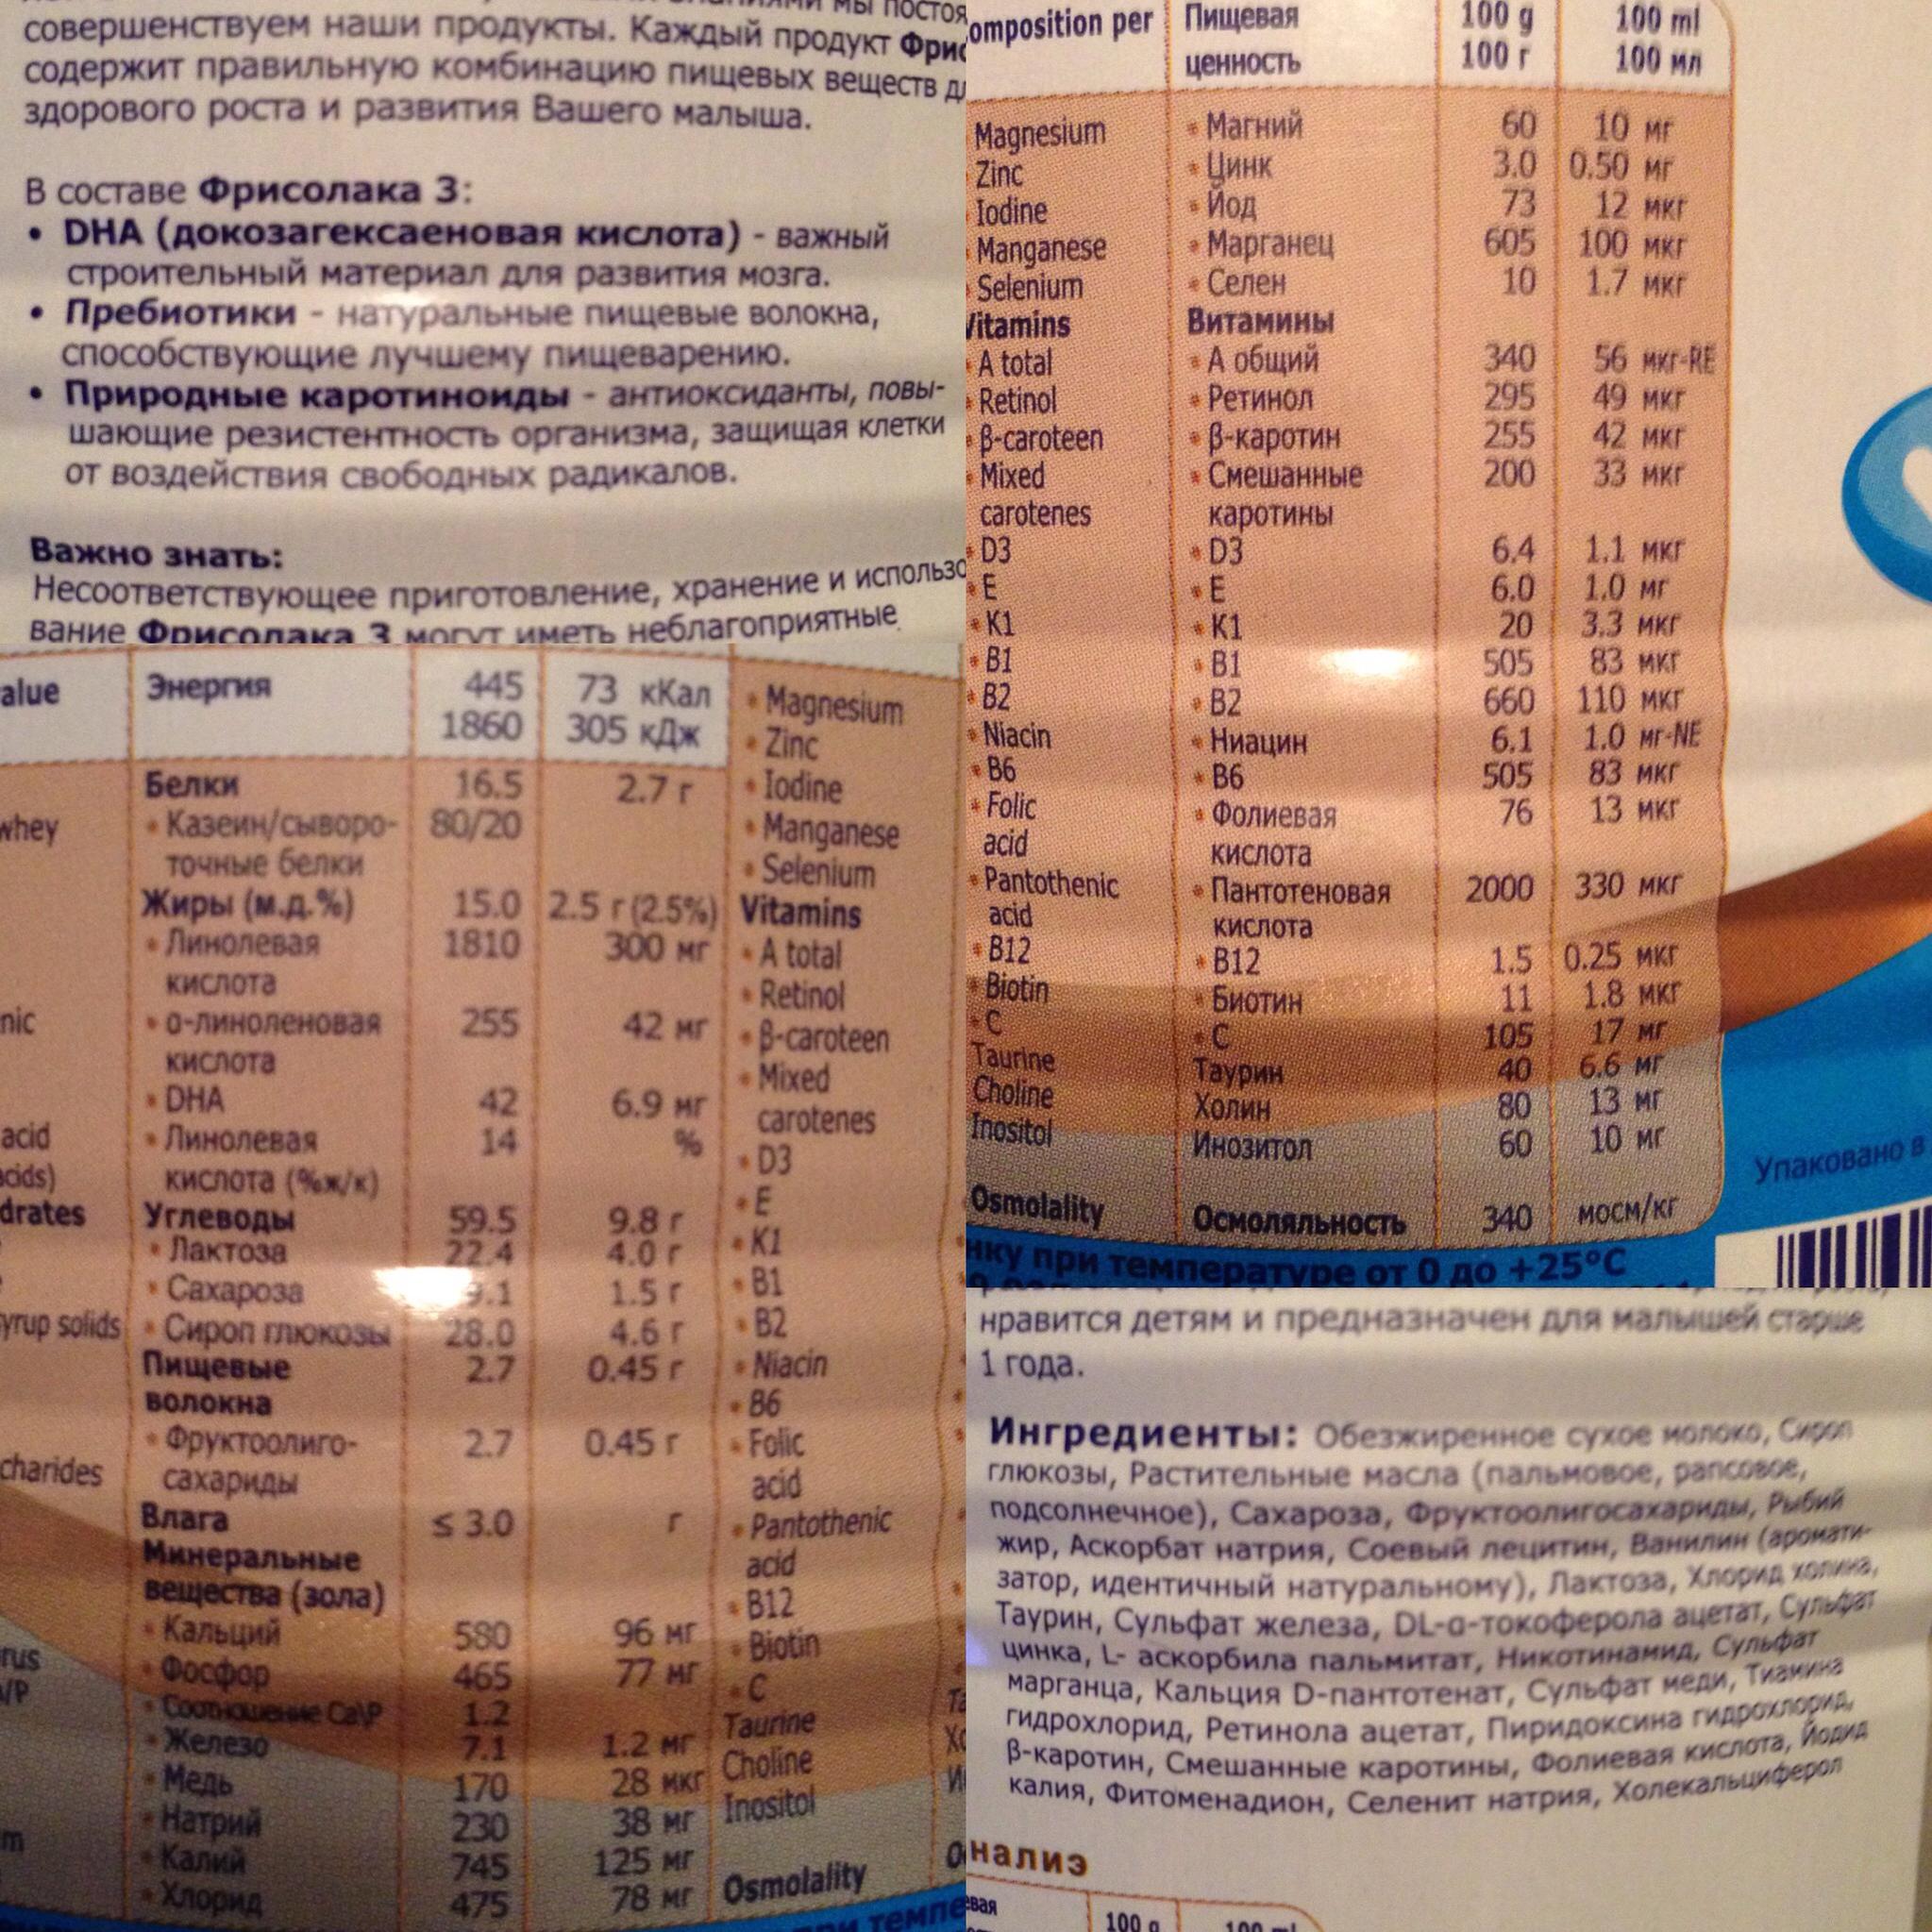 совершенствуем наши продукты. Каждый продукт
содержит правильную комбинацию пищевых веществ
здорового роста и развития Вашего малыша.
В составе Фрисолака 3:
• DHA (докозагексаеновая кислота) - важный
строительный материал для развития мозга.
• Пребиотики - натуральные пищевые волокна,
способствующие лучшему пищеварению.
• Природные каротиноиды - антиоксиданты, повы-
шающие резистентность организма, защищая клетки
от воздействия свободных радикалов.
Важно знать:
Несоответствующее приготовление, хранение и использо
вание Фрисолака 3 могут иметь неблагоприятные
omposition per Пищевая 100 g 100 ml
ценность 100 г 100 мл
Magnesium • Магний 60 10 мг
Zinc • Цинк 3.0 0.50 мг
Iodine • Йод 73 12 мкг
Manganese • Марганец 605 100 мкг
Selenium • Селен 10 1.7 мкг
Vitamins Витамины
• A total • А общий 340 56 мкг-RE
• Retinol • Ретинол 295 49 мкг
• β-caroteen • β-каротин 255 42 мкг
• Mixed • Смешанные 200 33 мкг
carotenes каротины
• D3 • D3 6.4 1.1 мкг
• E • E 6.0 1.0 мг
• K1 • K1 20 3.3 мкг
• B1 • B1 505 83 мкг
• B2 • B2 660 110 мкг
• Niacin • Ниацин 6.1 1.0 мг-NE
• B6 • B6 505 83 мкг
• Folic • Фолиевая 76 13 мкг
acid кислота
• Pantothenic • Пантотеновая 2000 330 мкг
acid кислота
• B12 • B12 1.5 0.25 мкг
• Biotin • Биотин 11 1.8 мкг
• C • C 105 17 мг
Taurine Таурин 40 6.6 мг
Choline Холин 80 13 мг
Inositol Инозитол 60 10 мг
Osmolality Осмоляльность 340 мосм/кг
нку при температуре от 0 до +25°C
Упаковано в
alue Энергия 445 73 кКал
1860 305 кДж
Белки 16.5 2.7 г
whey • Казеин/сыворо- 80/20
точные белки
Жиры (м.д.%) 15.0 2.5 г (2.5%)
• Линолевая 1810 300 мг
кислота
nic • α-линоленовая 255 42 мг
кислота
• DHA 42 6.9 мг
acid • Линолевая 14 %
acids) кислота (%ж/к)
drates Углеводы 59.5 9.8 г
• Лактоза 22.4 4.0 г
• Сахароза 9.1 1.5 г
yrup solids • Сироп глюкозы 28.0 4.6 г
Пищевые 2.7 0.45 г
волокна
• Фруктоолиго- 2.7 0.45 г
charides сахариды
Влага ≤ 3.0 г
Минеральные
вещества (зола)
• Кальций 580 96 мг
rus • Фосфор 465 77 мг
/P • Соотношение Ca\P 1.2
• Железо 7.1 1.2 мг
• Медь 170 28 мкг
• Натрий 230 38 мг
m • Калий 745 125 мг
• Хлорид 475 78 мг
• Magnesium
• Zinc
• Iodine
• Manganese
• Selenium
Vitamins
• A total
• Retinol
• β-caroteen
• Mixed
carotenes
• D3
• E
• K1
• B1
• B2
• Niacin
• B6
• Folic
acid
• Pantothenic
acid
• B12
• Biotin
• C
Taurine
Choline
Inositol
Osmolality
нравится детям и предназначен для малышей старше
1 года.
Ингредиенты: Обезжиренное сухое молоко, Сироп
глюкозы, Растительные масла (пальмовое, рапсовое,
подсолнечное), Сахароза, Фруктоолигосахариды, Рыбий
жир, Аскорбат натрия, Соевый лецитин, Ванилин (аромати-
затор, идентичный натуральному), Лактоза, Хлорид холина,
Таурин, Сульфат железа, DL-α-токоферола ацетат, Сульфат
цинка, L- аскорбила пальмитат, Никотинамид, Сульфат
марганца, Кальция D-пантотенат, Сульфат меди, Тиамина
гидрохлорид, Ретинола ацетат, Пиридоксина гидрохлорид,
β-каротин, Смешанные каротины, Фолиевая кислота, Йодид
калия, Фитоменадион, Селенит натрия, Холекальциферол
нализ
евая 100 g 100 ml